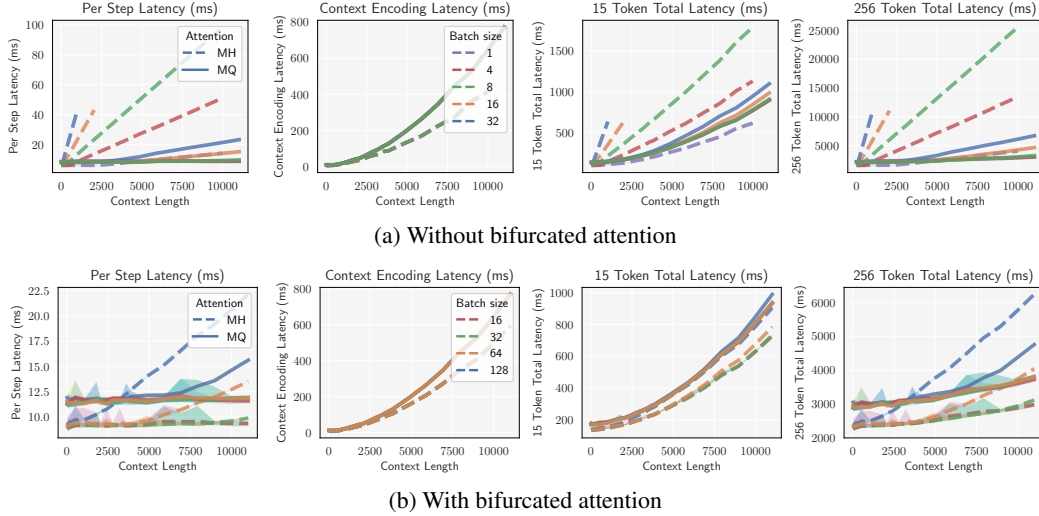 Per Step Latency (ms)
Context Encoding Latency (ms)
15 Token Total Latency (ms)
256 Token Total Latency (ms)
Per Step Latency (ms)
100
80
60
40
20
Attention
MH
MQ
0 2500 5000 7500 10000
Context Length
Context Encoding Latency (ms)
800
600
400
200
0
Batch size
1
4
8
16
32
0 2500 5000 7500 10000
Context Length
15 Token Total Latency (ms)
1500
1000
500
0 2500 5000 7500 10000
Context Length
256 Token Total Latency (ms)
25000
20000
15000
10000
5000
0 2500 5000 7500 10000
Context Length
(a) Without bifurcated attention
Per Step Latency (ms)
Context Encoding Latency (ms)
15 Token Total Latency (ms)
256 Token Total Latency (ms)
Per Step Latency (ms)
22.5
20.0
17.5
15.0
12.5
10.0
Attention
MH
MQ
0 2500 5000 7500 10000
Context Length
Context Encoding Latency (ms)
800
600
400
200
0
Batch size
16
32
64
128
0 2500 5000 7500 10000
Context Length
15 Token Total Latency (ms)
1000
800
600
400
200
0 2500 5000 7500 10000
Context Length
256 Token Total Latency (ms)
6000
5000
4000
3000
2000
0 2500 5000 7500 10000
Context Length
(b) With bifurcated attention